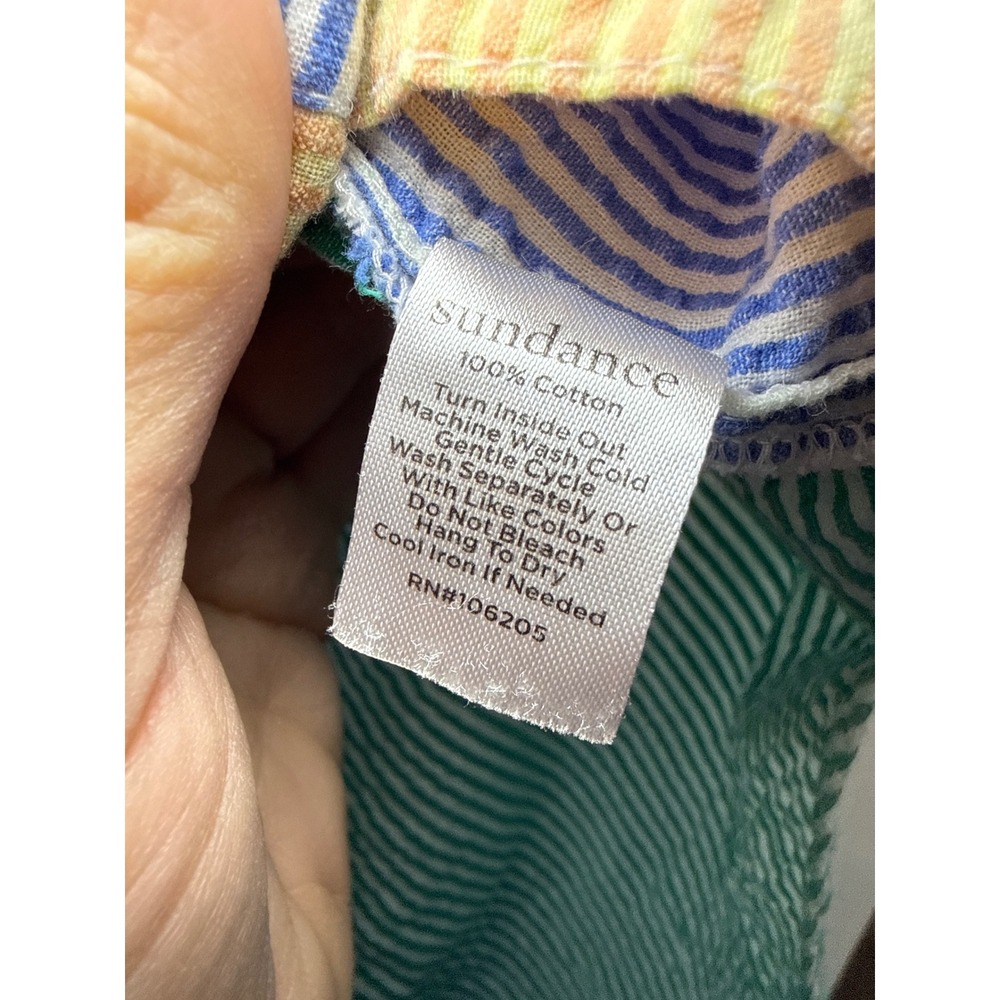 sundance
100% Cotton
Turn Inside Out
Machine Wash Cold
Gentle Cycle
Wash Separately Or
With Like Colors
Do Not Bleach
Hang To Dry
Cool Iron If Needed
RN#106205